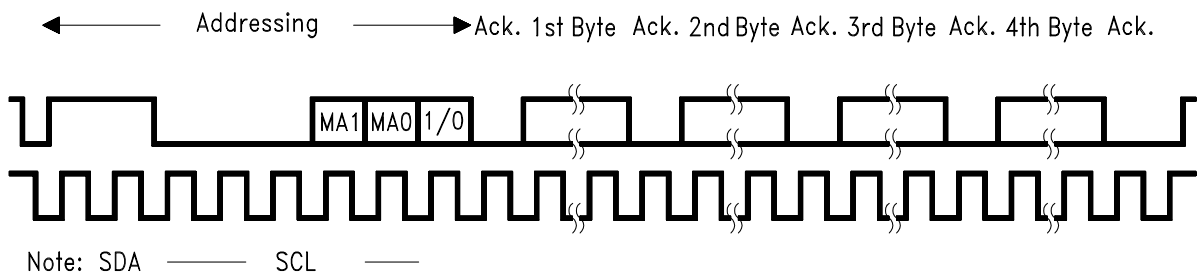 Addressing Ack. 1st Byte Ack. 2nd Byte Ack. 3rd Byte Ack. 4th Byte Ack.
MA1 MA0 1/0
Note: SDA SCL